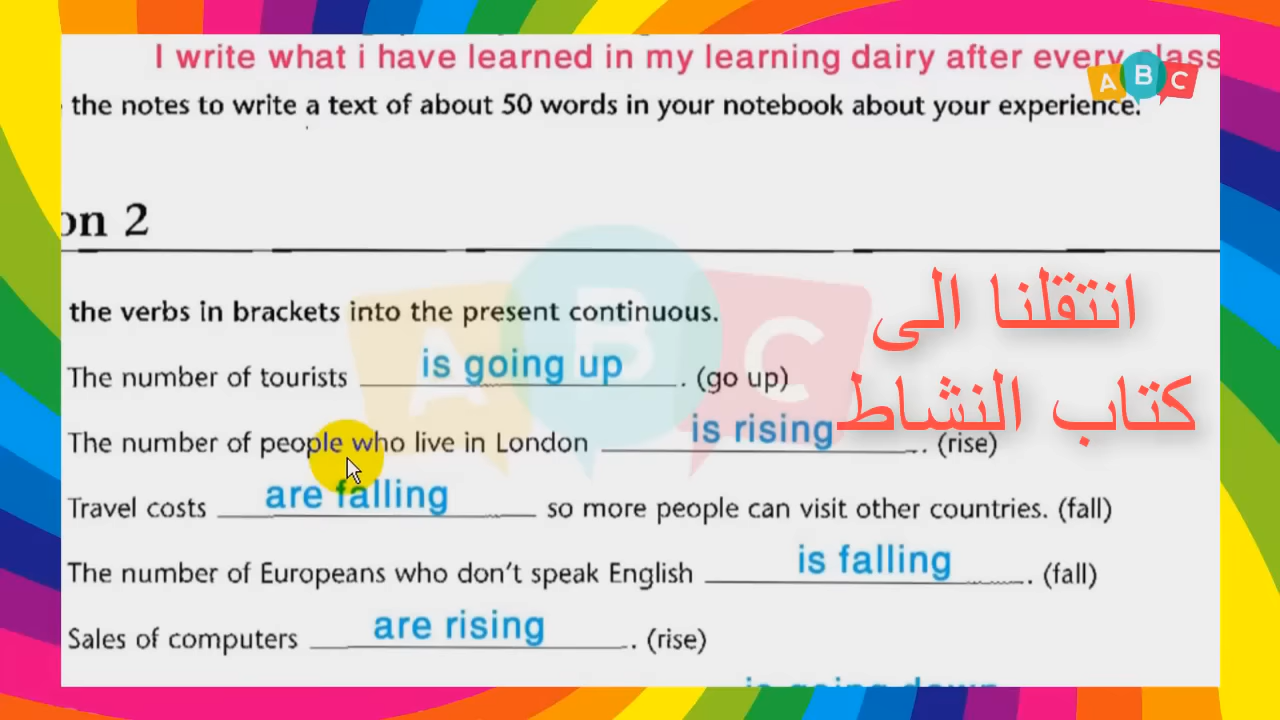 I write what i have learned in my learning dairy after every class
the notes to write a text of about 50 words in your notebook about your experience.
on 2
the verbs in brackets into the present continuous.
The number of tourists is going up. (go up)
The number of people who live in London is rising. (rise)
Travel costs are falling so more people can visit other countries. (fall)
The number of Europeans who don't speak English is falling. (fall)
Sales of computers are rising. (rise)
is going down
انتقلنا الى
كتاب النشاط
A B C
A B C